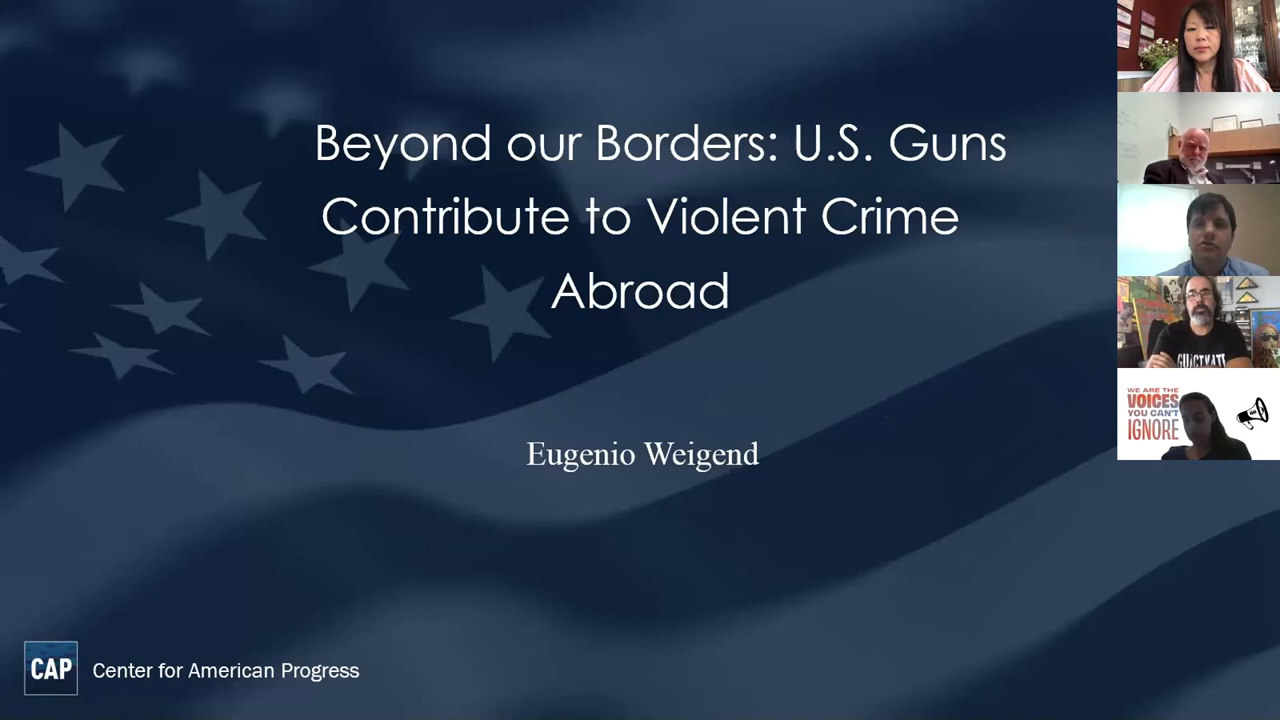 Beyond our Borders: U.S. Guns
Contribute to Violent Crime
Abroad
Eugenio Weigend
CAP
Center for American Progress
WE ARE THE
VOICES
YOU CAN'T
IGNORE